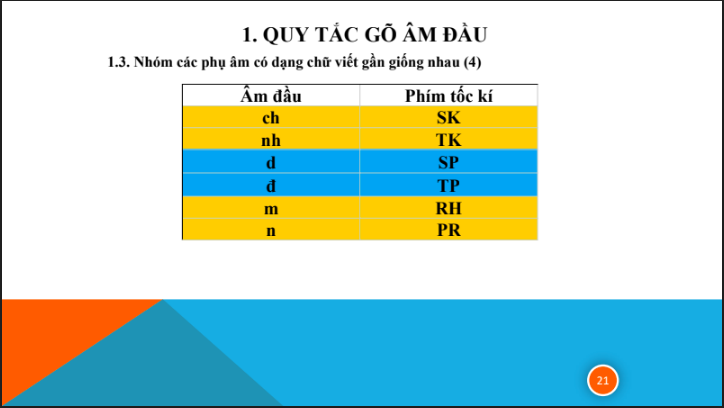 1. QUY TẮC GÕ ÂM ĐẦU
1.3. Nhóm các phụ âm có dạng chữ viết gần giống nhau (4)
Âm đầu Phím tốc kí
ch SK
nh TK
d SP
đ TP
m RH
n PR
21